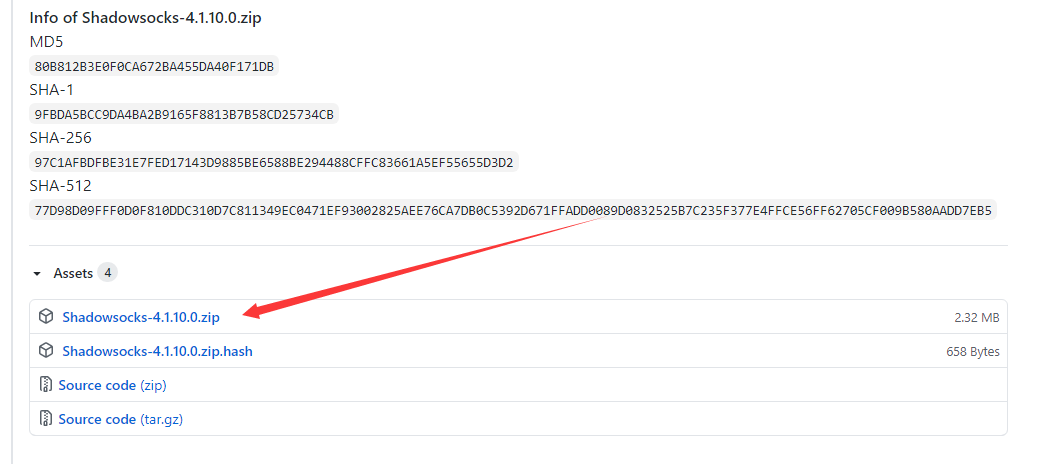 Info of Shadowsocks-4.1.10.0.zip
MD5
80B812B3E0F0CA672BA455DA40F171DB
SHA-1
9FBDA5BCC9DA4BA2B9165F8813B7B58CD25734CB
SHA-256
97C1AFBDFBE31E7FED17143D9885BE6588BE294488CFFC83661A5EF55655D3D2
SHA-512
77D98D09FFF0D0F810DDC310D7C811349EC0471EF93002825AEE76CA7DB0C5392D671FFADD0089D0832525B7C235F377E4FFCE56FF62705CF009B580AADD7EB5
Assets 4
Shadowsocks-4.1.10.0.zip 2.32 MB
Shadowsocks-4.1.10.0.zip.hash 658 Bytes
Source code (zip)
Source code (tar.gz)